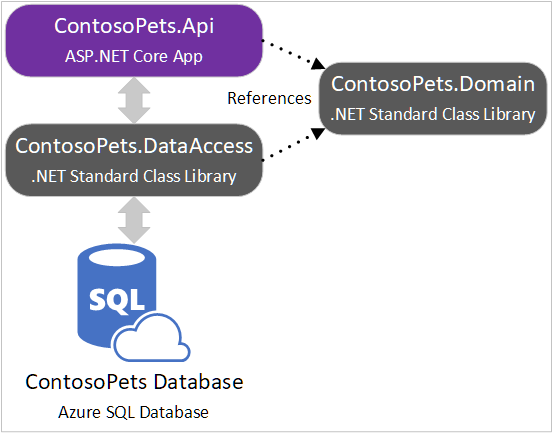 ContosoPets.Api
ASP.NET Core App
References
ContosoPets.Domain
.NET Standard Class Library
ContosoPets.DataAccess
.NET Standard Class Library
SQL
ContosoPets Database
Azure SQL Database